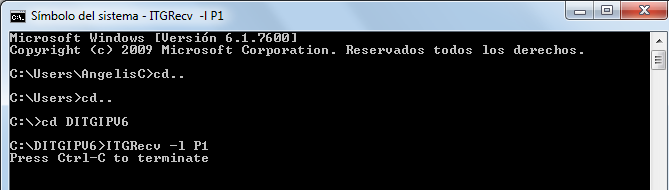 Símbolo del sistema - ITGRecv -l P1
Microsoft Windows [Versión 6.1.7600]
Copyright (c) 2009 Microsoft Corporation. Reservados todos los derechos.
C:\Users\AngelisC>cd..
C:\Users>cd..
C:\>cd DITGIPV6
C:\DITGIPV6>ITGRecv -l P1
Press Ctrl-C to terminate